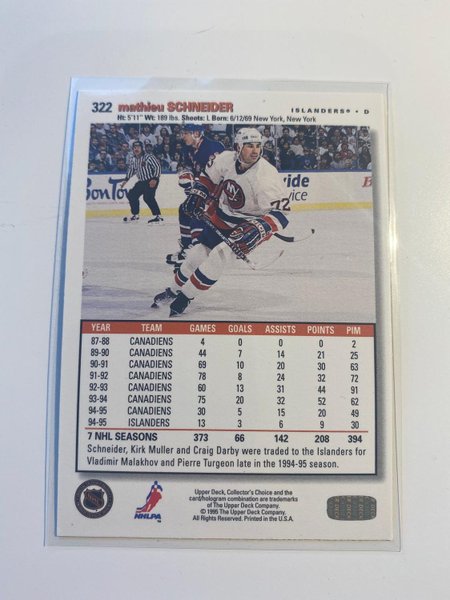 322 mathieu SCHNEIDER ISLANDERS® • D
Ht: 5'11" Wt: 189 lbs. Shoots: L Born: 6/12/69 New York, New York
Bon Ton
wide
vice
72
YEAR TEAM GAMES GOALS ASSISTS POINTS PIM
87-88 CANADIENS 4 0 0 0 2
89-90 CANADIENS 44 7 14 21 25
90-91 CANADIENS 69 10 20 30 63
91-92 CANADIENS 78 8 24 32 72
92-93 CANADIENS 60 13 31 44 91
93-94 CANADIENS 75 20 32 52 62
94-95 CANADIENS 30 5 15 20 49
94-95 ISLANDERS 13 3 6 9 30
7 NHL SEASONS 373 66 142 208 394
Schneider, Kirk Muller and Craig Darby were traded to the Islanders for
Vladimir Malakhov and Pierre Turgeon late in the 1994-95 season.
NHL
NHLPA
Upper Deck, Collector's Choice and the
card/hologram combination are trademarks
of The Upper Deck Company.
© 1995 The Upper Deck Company.
All Rights Reserved. Printed in the U.S.A.